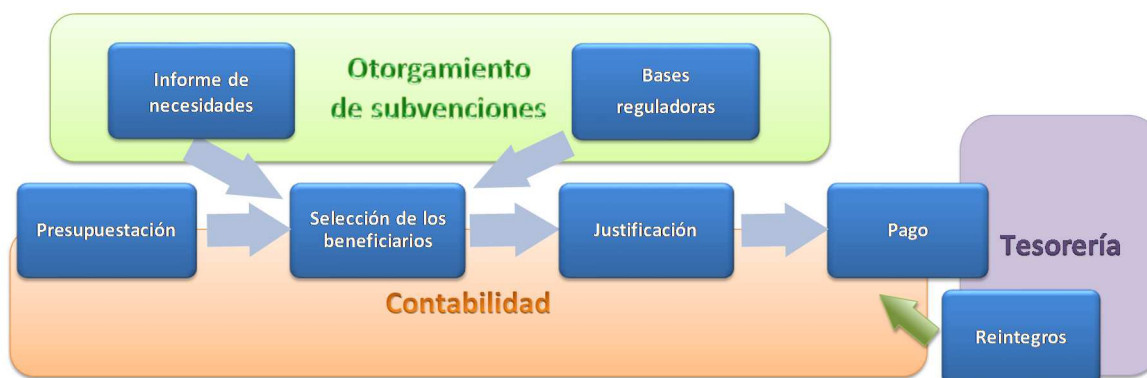 Informe de
necesidades
Otorgamiento
de subvenciones
Bases
reguladoras
Presupuestación
Selección de los
beneficiarios
Justificación
Pago
Tesorería
Contabilidad
Reintegros